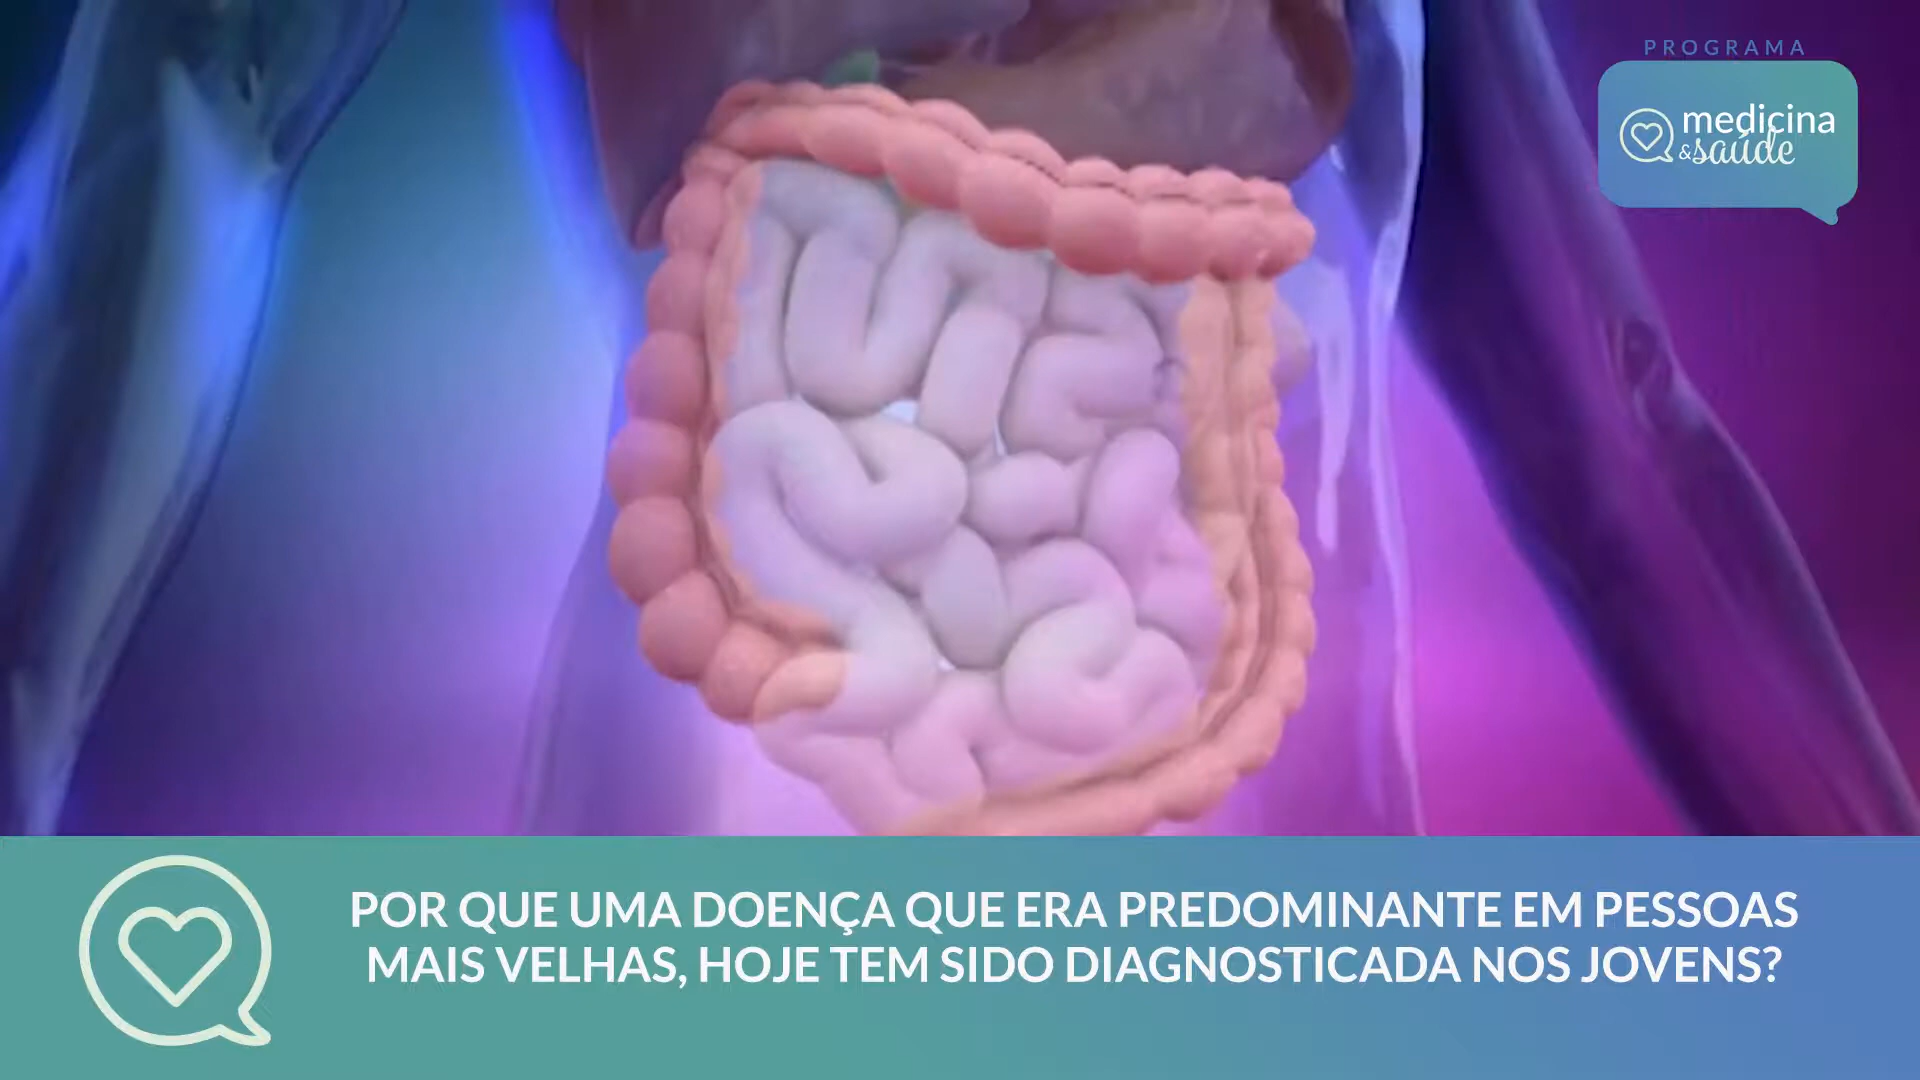 PROGRAMA
medicina
&saúde
POR QUE UMA DOENÇA QUE ERA PREDOMINANTE EM PESSOAS
MAIS VELHAS, HOJE TEM SIDO DIAGNOSTICADA NOS JOVENS?